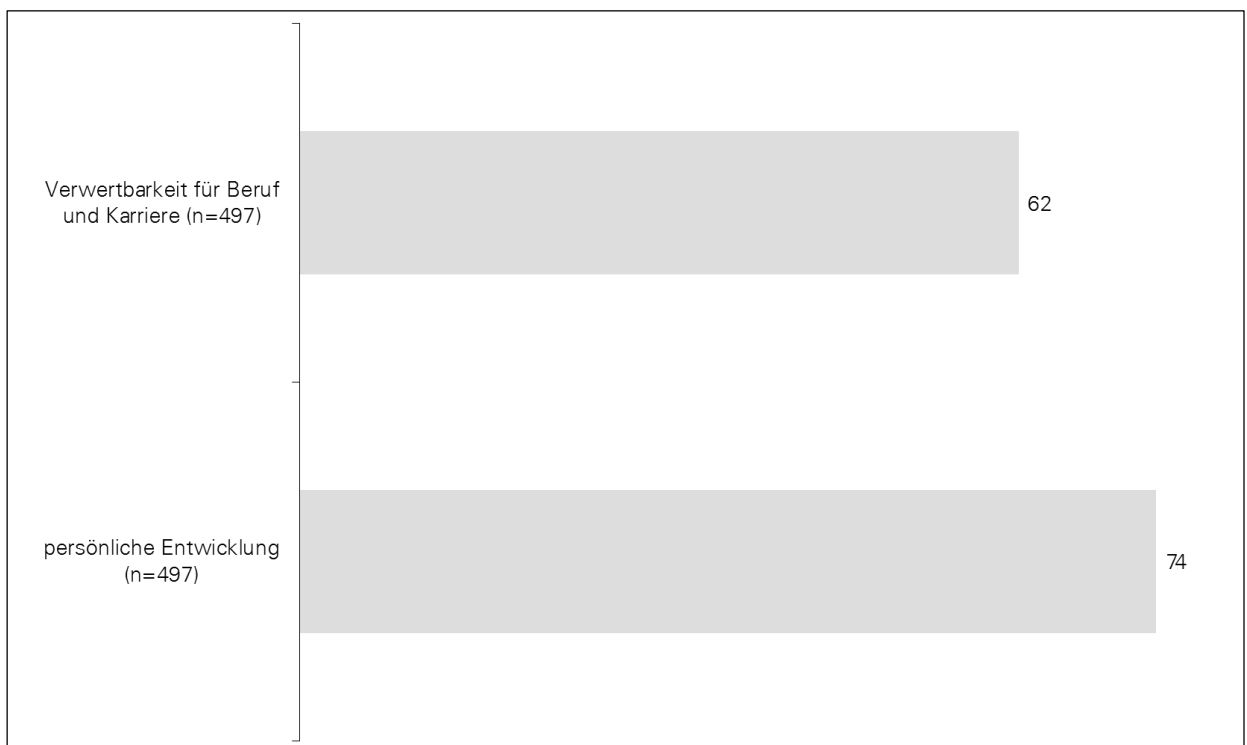 Verwertbarkeit für Beruf
und Karriere (n=497)
62
persönliche Entwicklung
(n=497)
74